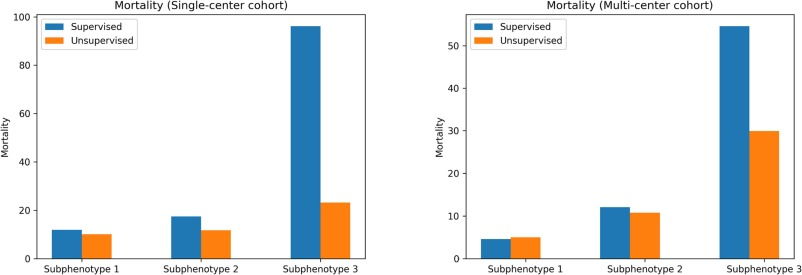 Mortality (Single-center cohort)
100
80
60
40
20
0
Mortality
Supervised
Unsupervised
Subphenotype 1
Subphenotype 2
Subphenotype 3
Mortality (Multi-center cohort)
50
40
30
20
10
0
Mortality
Supervised
Unsupervised
Subphenotype 1
Subphenotype 2
Subphenotype 3